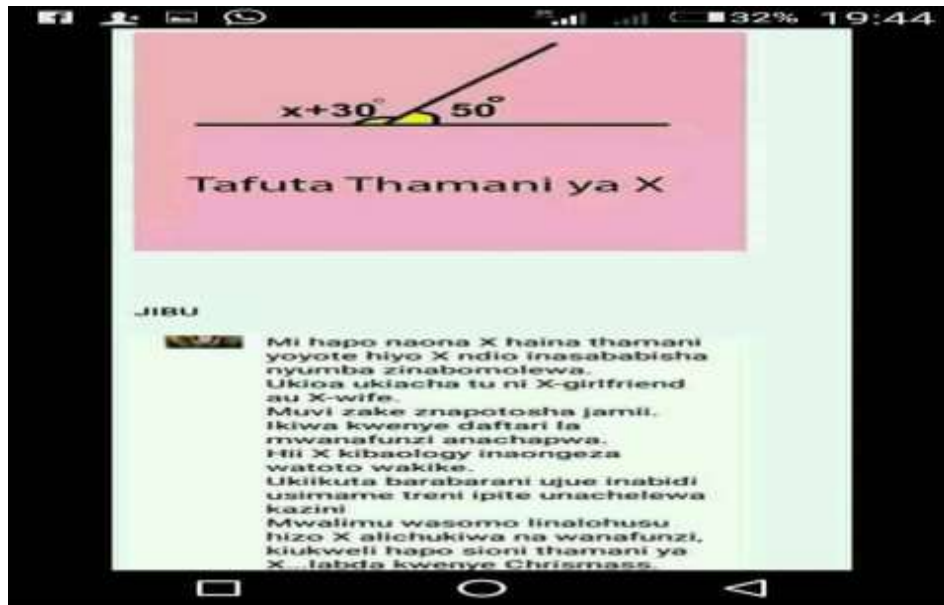 32% 19:44
x+30° 50°
Tafuta Thamani ya X
JIBU
Mi hapo naona X haina thamani
yoyote hiyo X ndio inasababisha
nyumba zinabomolewa.
Ukioa ukiacha tu ni X-girlfriend
au X-wife.
Muvi zake znapotosha jamii.
Ikiwa kwenye daftari la
mwanafunzi anachapwa.
Hii X kibaology inaongeza
watoto wakike.
Ukiikuta barabarani ujue inabidi
usimame treni ipite unachelewa
kazini
Mwalimu wasomo linalohusu
hizo X alichukiwa na wanafunzi,
kiukweli hapo sioni thamani ya
X...labda kwenye Chrismass.